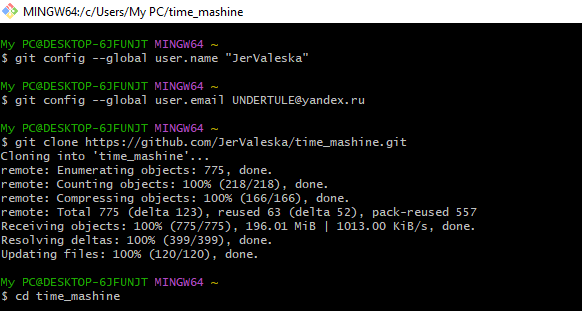 MINGW64:/c/Users/My PC/time_mashine
My PC@DESKTOP-6JFUNJT MINGW64 ~
$ git config --global user.name "JerValeska"
My PC@DESKTOP-6JFUNJT MINGW64 ~
$ git config --global user.email UNDERTULE@yandex.ru
My PC@DESKTOP-6JFUNJT MINGW64 ~
$ git clone https://github.com/JerValeska/time_mashine.git
Cloning into 'time_mashine'...
remote: Enumerating objects: 775, done.
remote: Counting objects: 100% (218/218), done.
remote: Compressing objects: 100% (166/166), done.
remote: Total 775 (delta 123), reused 63 (delta 52), pack-reused 557
Receiving objects: 100% (775/775), 196.01 MiB | 1013.00 KiB/s, done.
Resolving deltas: 100% (399/399), done.
Updating files: 100% (120/120), done.
My PC@DESKTOP-6JFUNJT MINGW64 ~
$ cd time_mashine